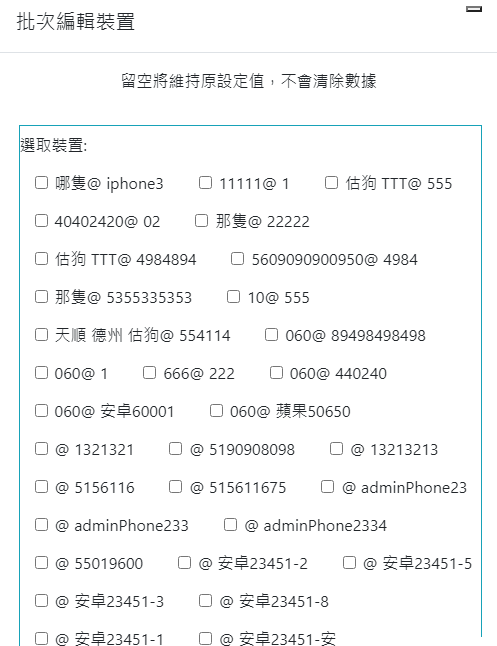 批次編輯裝置
留空將維持原設定值，不會清除數據
選取裝置:
哪隻@ iphone3 11111@ 1 估狗 TTT@ 555
40402420@ 02 那隻@ 22222
估狗 TTT@ 4984894 5609090900950@ 4984
那隻@ 5355335353 10@ 555
天順 德州 估狗@ 554114 060@ 89498498498
060@ 1 666@ 222 060@ 440240
060@ 安卓60001 060@ 蘋果50650
@ 1321321 @ 5190908098 @ 13213213
@ 5156116 @ 515611675 @ adminPhone23
@ adminPhone233 @ adminPhone2334
@ 55019600 @ 安卓23451-2 @ 安卓23451-5
@ 安卓23451-3 @ 安卓23451-8
@ 安卓23451-1 @ 安卓23451-安